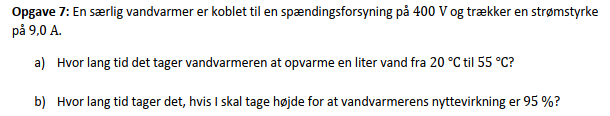 Opgave 7: En særlig vandvarmer er koblet til en spændingsforsyning på 400 V og trækker en strømstyrke
på 9,0 A.
a) Hvor lang tid det tager vandvarmeren at opvarme en liter vand fra 20 °C til 55 °C?
b) Hvor lang tid tager det, hvis I skal tage højde for at vandvarmerens nyttevirkning er 95 %?